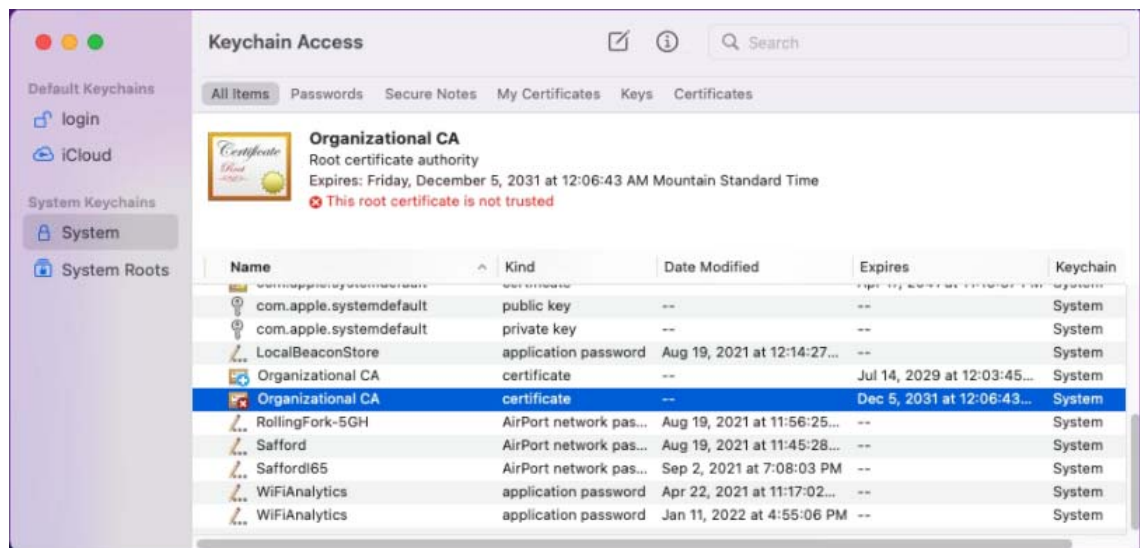 Keychain Access
Search
Default Keychains
login
iCloud
System Keychains
System
System Roots
All Items Passwords Secure Notes My Certificates Keys Certificates
Certificate
Root
Organizational CA
Root certificate authority
Expires: Friday, December 5, 2031 at 12:06:43 AM Mountain Standard Time
This root certificate is not trusted
Name Kind Date Modified Expires Keychain
com.apple.systemdefault public key -- -- System
com.apple.systemdefault private key -- -- System
LocalBeaconStore application password Aug 19, 2021 at 12:14:27... -- System
Organizational CA certificate -- Jul 14, 2029 at 12:03:45... System
Organizational CA certificate -- Dec 5, 2031 at 12:06:43... System
RollingFork-5GH AirPort network pas... Aug 19, 2021 at 11:56:25... -- System
Safford AirPort network pas... Aug 19, 2021 at 11:45:28... -- System
SaffordI65 AirPort network pas... Sep 2, 2021 at 7:08:03 PM -- System
WiFiAnalytics application password Apr 22, 2021 at 11:17:02... -- System
WiFiAnalytics application password Jan 11, 2022 at 4:55:06 PM -- System